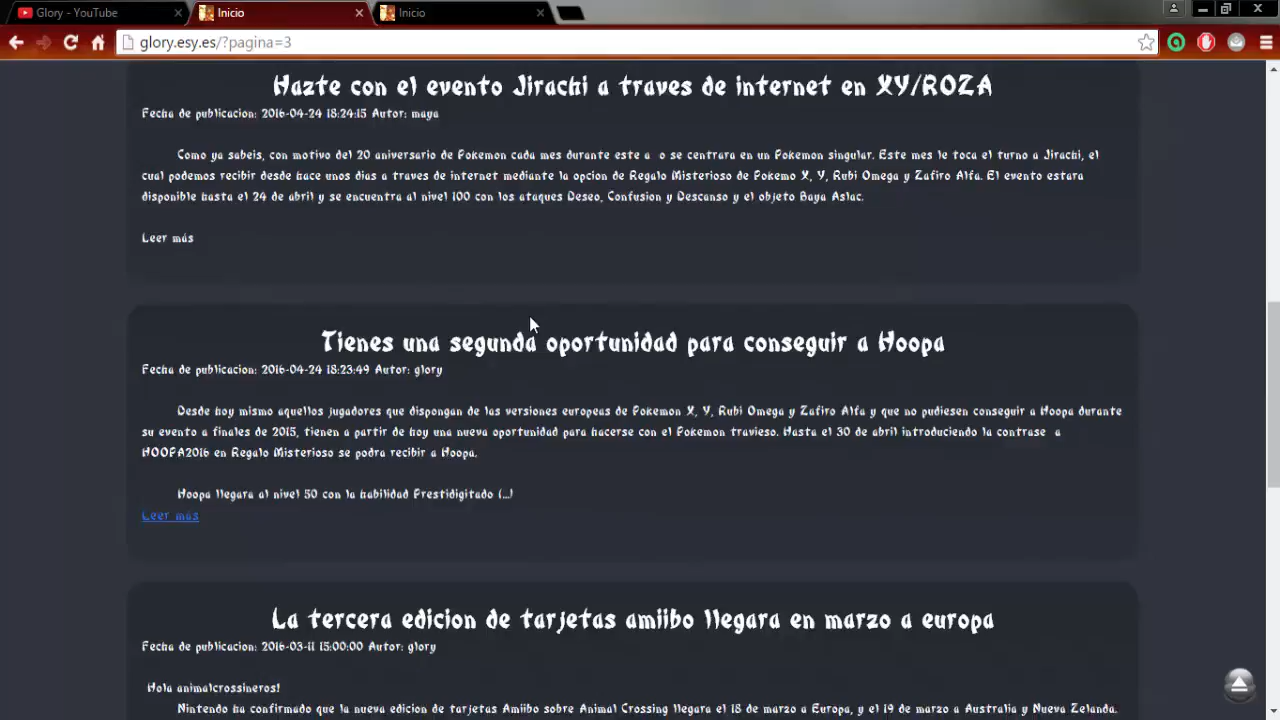 Glory - YouTube
Inicio
Inicio
glory.esy.es/?pagina=3
Hazte con el evento Jirachi a traves de internet en XY/ROZA
Fecha de publicacion: 2016-04-24 18:24:15 Autor: maya
Como ya sabeis, con motivo del 20 aniversario de Pokemon cada mes durante este a o se centrara en un Pokemon singular. Este mes le toca el turno a Jirachi, el
cual podemos recibir desde hace unos dias a traves de internet mediante la opcion de Regalo Misterioso de Pokemo X, Y, Rubi Omega y Zafiro Alfa. El evento estara
disponible hasta el 24 de abril y se encuentra al nivel 100 con los ataques Deseo, Confusion y Descanso y el objeto Baya Aslac.
Leer más
Tienes una segunda oportunidad para conseguir a Hoopa
Fecha de publicacion: 2016-04-24 18:23:49 Autor: glory
Desde hoy mismo aquellos jugadores que dispongan de las versiones europeas de Pokemon X, Y, Rubi Omega y Zafiro Alfa y que no pudiesen conseguir a Hoopa durante
su evento a finales de 2015, tienen a partir de hoy una nueva oportunidad para hacerse con el Pokemon travieso. Hasta el 30 de abril introduciendo la contrase a
HOOPA2016 en Regalo Misterioso se podra recibir a Hoopa.
Hoopa llegara al nivel 50 con la habilidad Prestidigitado (...)
Leer más
La tercera edicion de tarjetas amiibo llegara en marzo a europa
Fecha de publicacion: 2016-03-11 15:00:00 Autor: glory
Hola animalcrossineros!
Nintendo ha confirmado que la nueva edicion de tarjetas Amiibo sobre Animal Crossing llegara el 18 de marzo a Europa, y el 19 de marzo a Australia y Nueva Zelanda.